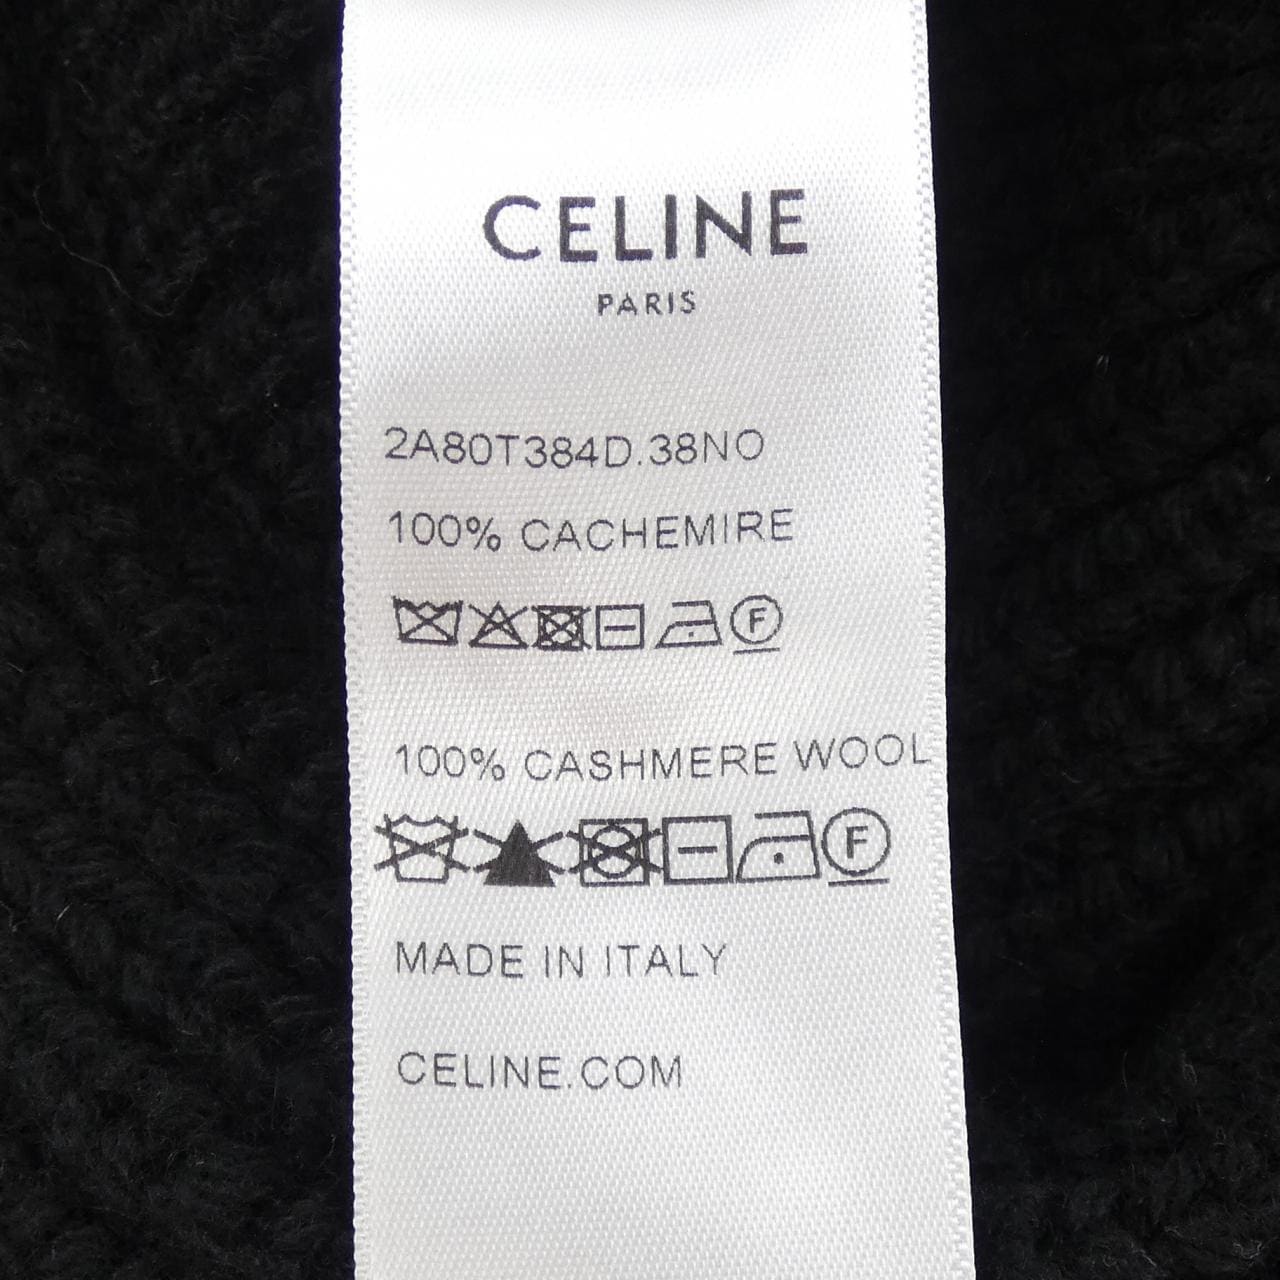 CELINE
PARIS
2A80T384D.38NO
100% CACHEMIRE
F
100% CASHMERE WOOL
F
MADE IN ITALY
CELINE.COM